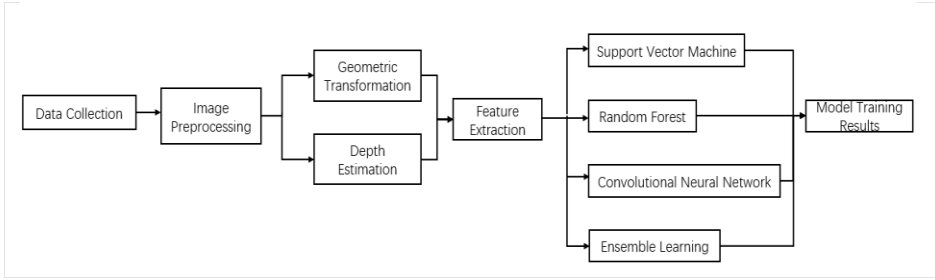 Data Collection
Image
Preprocessing
Geometric
Transformation
Depth
Estimation
Feature
Extraction
Support Vector Machine
Random Forest
Convolutional Neural Network
Ensemble Learning
Model Training
Results